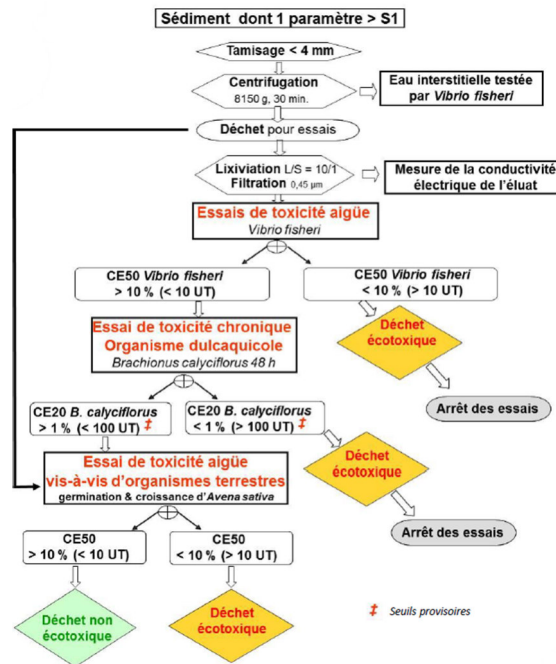 Sédiment dont 1 paramètre > S1
Tamisage < 4 mm
Centrifugation
8150 g, 30 min.
Eau interstitielle testée
par Vibrio fisheri
Déchet pour essais
Lixiviation L/S = 10/1
Filtration 0,45 µm
Mesure de la conductivité
électrique de l'éluat
Essais de toxicité aigüe
Vibrio fisheri
CE50 Vibrio fisheri
> 10 % (< 10 UT)
CE50 Vibrio fisheri
< 10 % (> 10 UT)
Essai de toxicité chronique
Organisme dulcaquicole
Brachionus calyciflorus 48 h
Déchet
écotoxique
Arrêt des essais
CE20 B. calyciflorus
> 1 % (< 100 UT) ‡
CE20 B. calyciflorus
< 1 % (> 100 UT) ‡
Essai de toxicité aigüe
vis-à-vis d'organismes terrestres
germination & croissance d'Avena sativa
Déchet
écotoxique
Arrêt des essais
CE50
> 10 % (< 10 UT)
CE50
< 10 % (> 10 UT)
Déchet non
écotoxique
Déchet
écotoxique
‡ Seuils provisoires